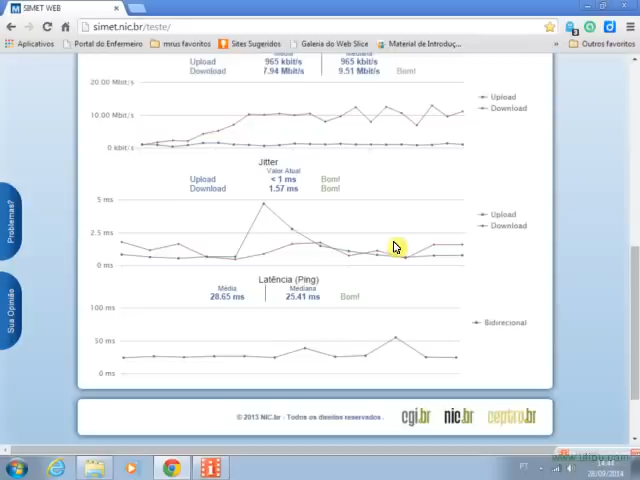 SIMET WEB
simet.nic.br/teste/
Aplicativos Portal do Enfermeiro mrus favoritos Sites Sugeridos Galeria do Web Slice Material de Introduç... Outros favoritos
Média Mediana
Upload 965 kbit/s 965 kbit/s
Download 7.94 Mbit/s 9.51 Mbit/s Bom!
20.00 Mbit/s
Upload
Download
10.00 Mbit/s
0 kbit/s
Jitter
Valor Atual
Upload < 1 ms Bom!
Download 1.57 ms Bom!
5 ms
Upload
Download
2.5 ms
0 ms
Latência (Ping)
Média Mediana
28.65 ms 25.41 ms Bom!
100 ms
Bidirecional
50 ms
0 ms
Problemas?
Sua Opinião
© 2013 NIC.br - Todos os direitos reservados. cgi.br nic.br ceptro.br
PT
14:44
28/09/2014